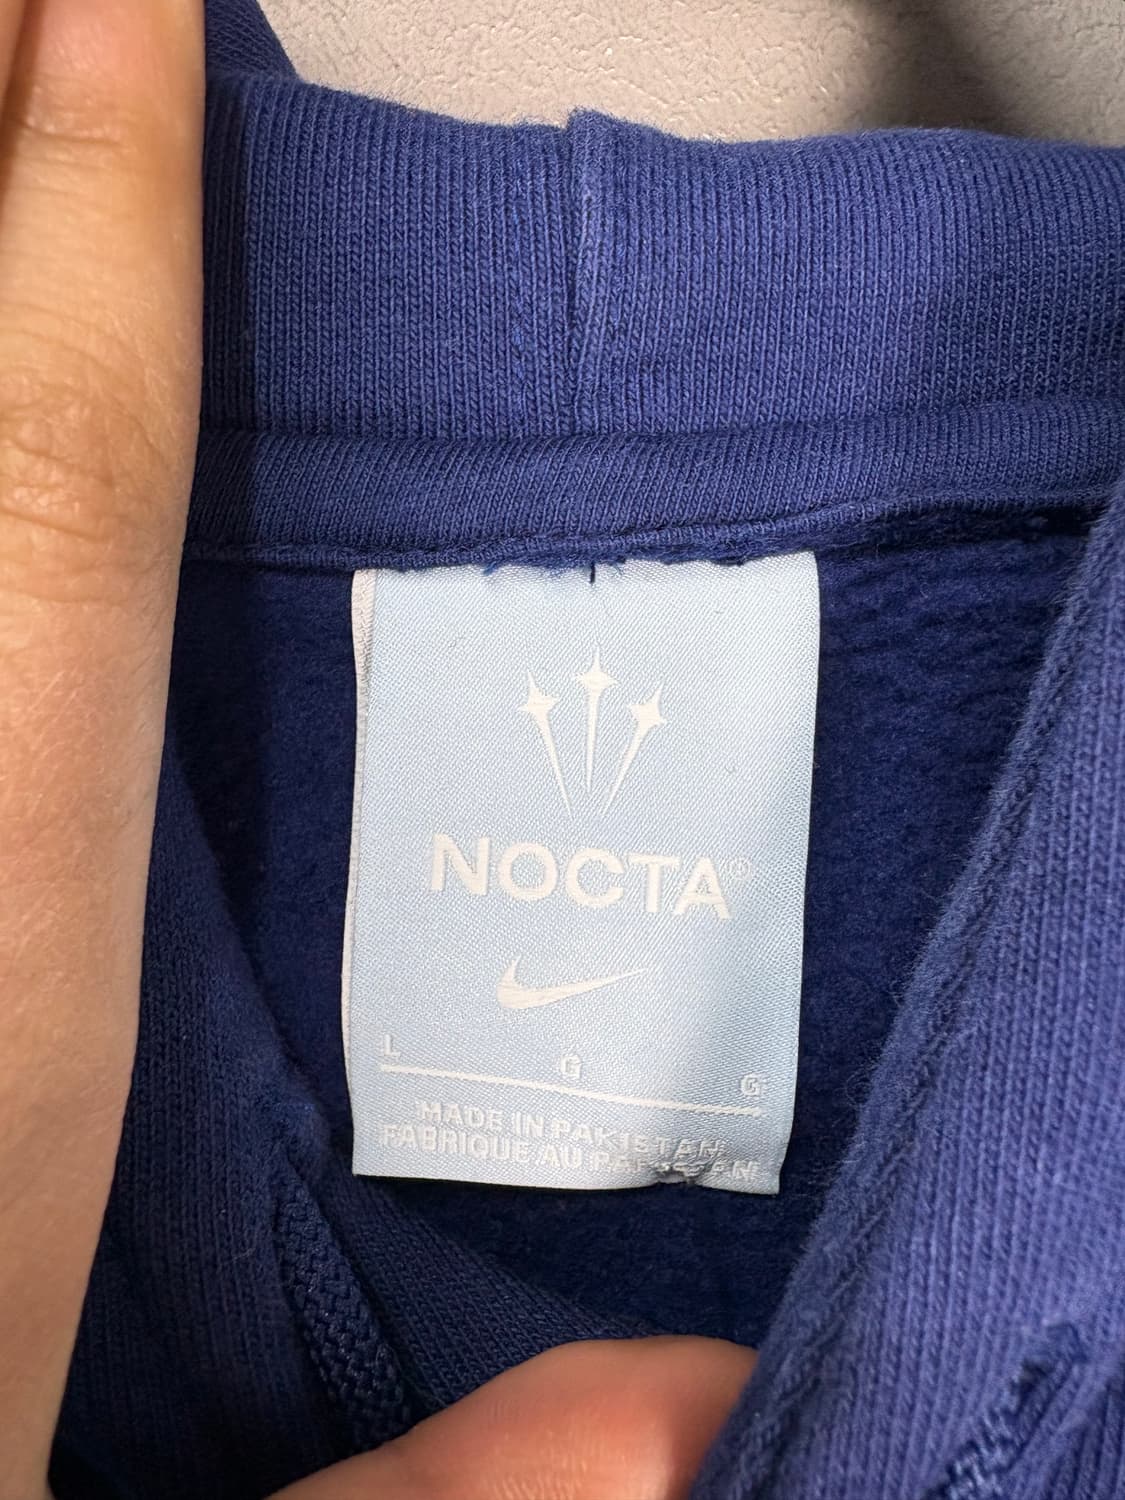 NOCTA®
L G G
MADE IN PAKISTAN
FABRIQUE AU PAKISTAN